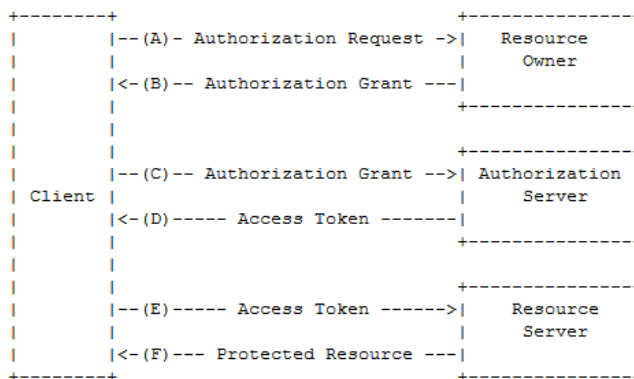 +--------+                               +---------------
|        |--(A)- Authorization Request ->|   Resource
|        |                               |     Owner
|        |<-(B)-- Authorization Grant ---|
|        |                               +---------------
|        |
|        |                               +---------------
|        |--(C)-- Authorization Grant -->| Authorization
| Client |                               |     Server
|        |<-(D)----- Access Token -------|
|        |                               +---------------
|        |
|        |                               +---------------
|        |--(E)----- Access Token ------>|    Resource
|        |                               |     Server
|        |<-(F)--- Protected Resource ---|
+--------+                               +---------------